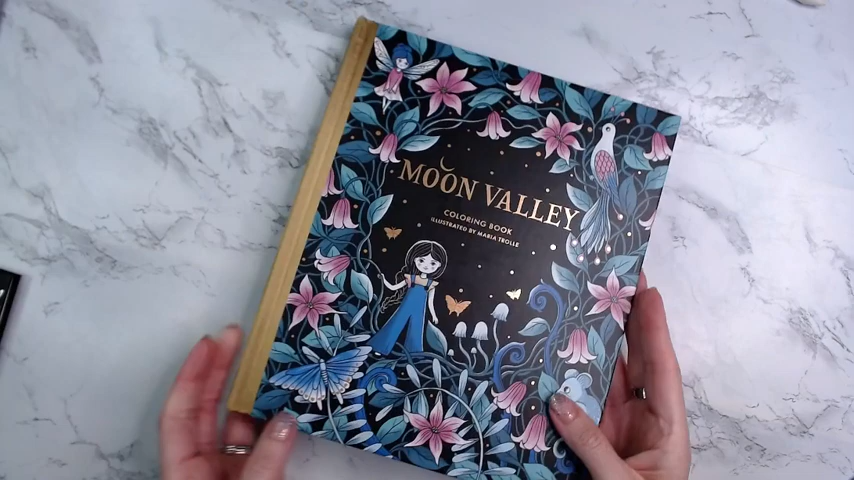 MOON VALLEY
COLORING BOOK
ILLUSTRATED BY MARIA TROLLE